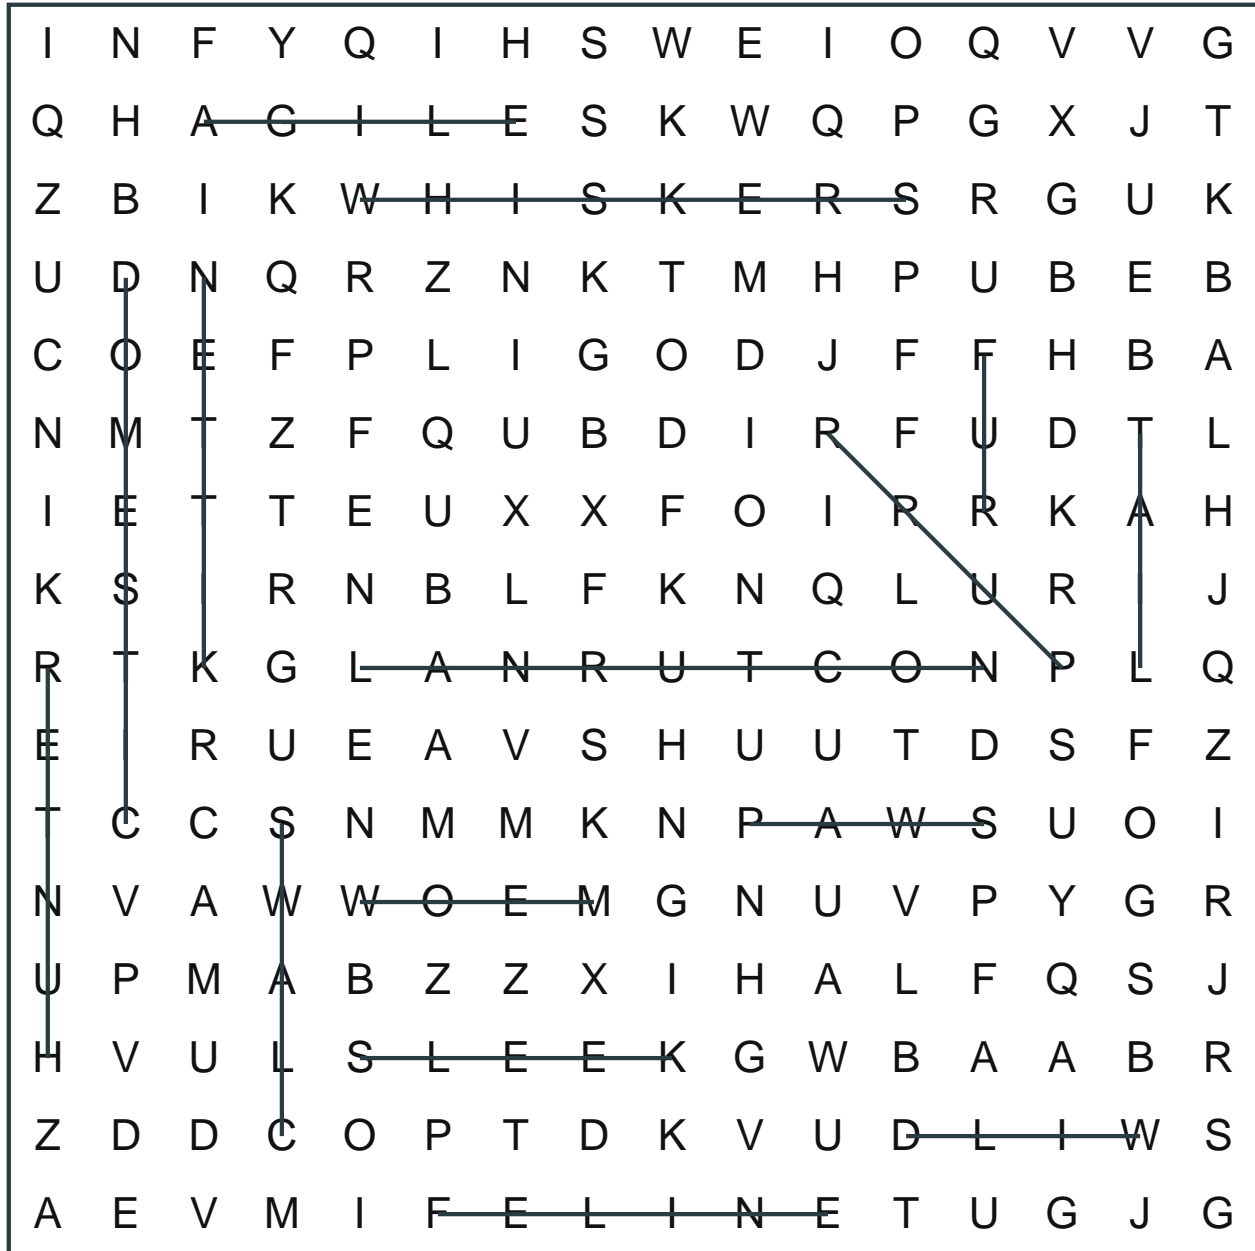 I N F Y Q I H S W E I O Q V V G
Q H A G I L E S K W Q P G X J T
Z B I K W H I S K E R S R G U K
U D N Q R Z N K T M H P U B E B
C O E F P L I G O D J F F H B A
N M T Z F Q U B D I R F U D T L
I E T T E U X X F O I R R K A H
K S I R N B L F K N Q L U R I J
R T K G L A N R U T C O N P L Q
E I R U E A V S H U U T D S F Z
T C C S N M M K N P A W S U O I
N V A W W O E M G N U V P Y G R
U P M A B Z Z X I H A L F Q S J
H V U L S L E E K G W B A A B R
Z D D C O P T D K V U D L I W S
A E V M I F E L I N E T U G J G